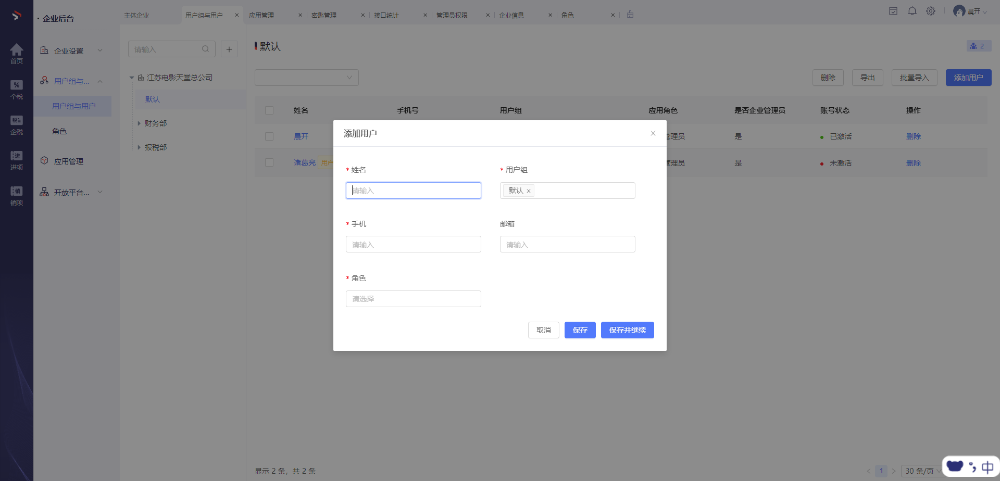 企业后台
首页
个税
企税
进项
销项
企业设置
用户组与...
用户组与用户
角色
应用管理
开放平台...
主体企业
用户组与用户
应用管理
密匙管理
接口统计
管理员权限
企业信息
角色
晨开
请输入
江苏电影天堂总公司
默认
财务部
报税部
默认
2
删除
导出
批量导入
添加用户
姓名 手机号 用户组 应用角色 是否企业管理员 账号状态 操作
晨开 管理员 是 已激活 删除
诸葛亮 用户 管理员 是 未激活 删除
添加用户
* 姓名
请输入
* 用户组
默认
* 手机
请输入
邮箱
请输入
* 角色
请选择
取消
保存
保存并继续
显示 2 条，共 2 条
1
30 条/页
中